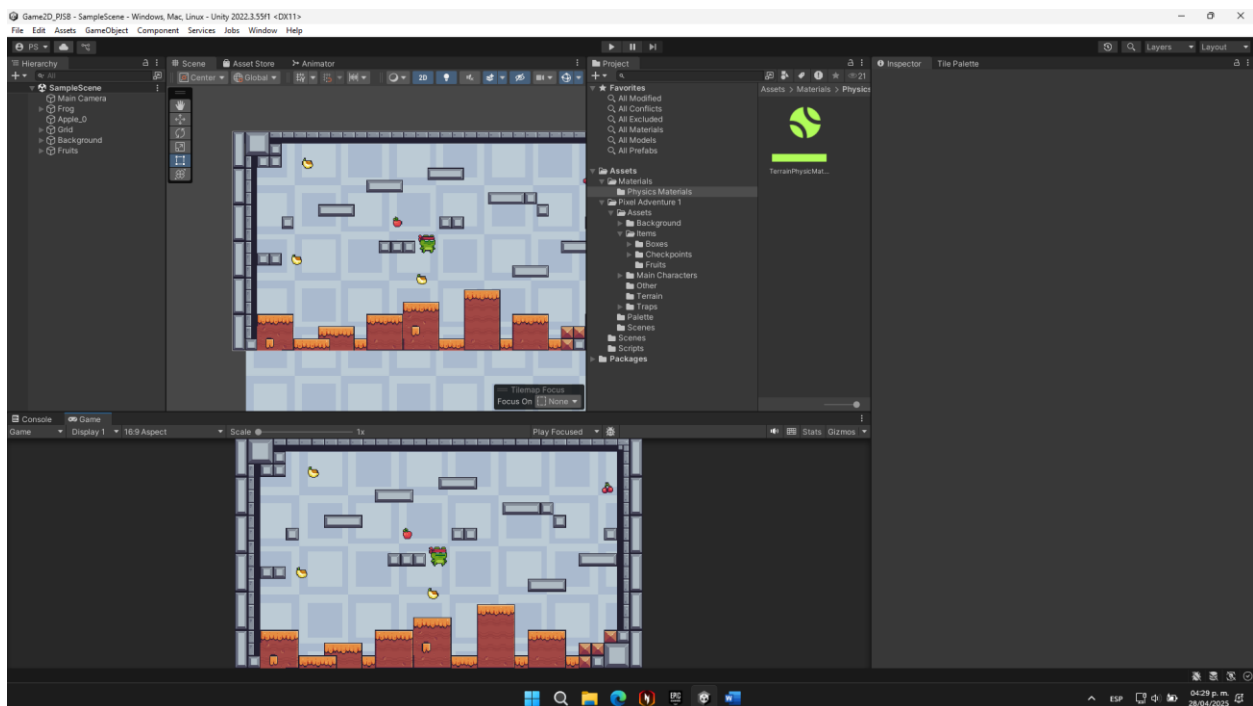 Game2D_PJSB - SampleScene - Windows, Mac, Linux - Unity 2022.3.55f1 <DX11>
File Edit Assets GameObject Component Services Jobs Window Help
PS
Layers Layout
Hierarchy
All
SampleScene
Main Camera
Frog
Apple_0
Grid
Background
Fruits
Scene Asset Store Animator
Center Global 2D
Tilemap Focus
Focus On None
Project
21
Favorites
All Modified
All Conflicts
All Excluded
All Materials
All Models
All Prefabs
Assets
Materials
Physics Materials
Pixel Adventure 1
Assets
Background
Items
Boxes
Checkpoints
Fruits
Main Characters
Other
Terrain
Traps
Palette
Scenes
Scenes
Scripts
Packages
Assets > Materials > Physics
TerrainPhysicMat...
Inspector Tile Palette
Console Game
Game Display 1 16:9 Aspect Scale 1x Play Focused Stats Gizmos
EPIC
ESP
04:29 p. m.
28/04/2025